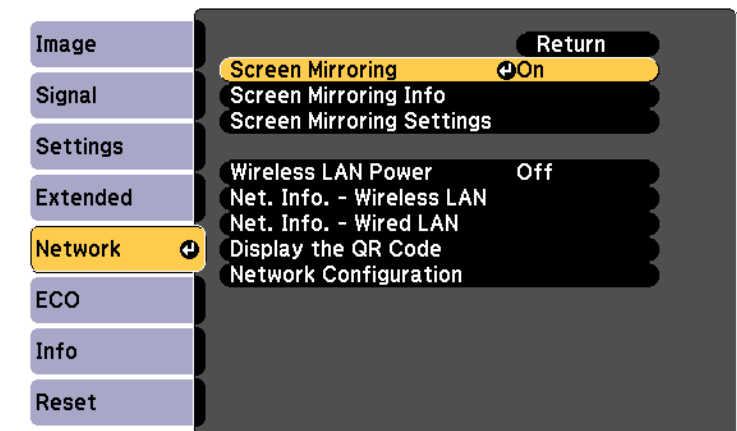 Image
Signal
Settings
Extended
Network
ECO
Info
Reset
Return
Screen Mirroring On
Screen Mirroring Info
Screen Mirroring Settings
Wireless LAN Power Off
Net. Info. - Wireless LAN
Net. Info. - Wired LAN
Display the QR Code
Network Configuration